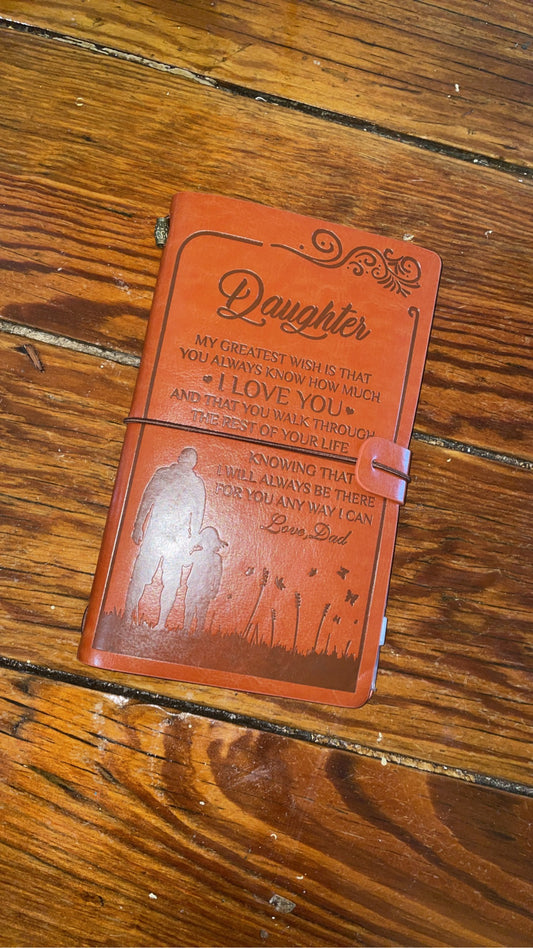 Daughter
MY GREATEST WISH IS THAT
YOU ALWAYS KNOW HOW MUCH
I LOVE YOU
AND THAT YOU WALK THROUGH
THE REST OF YOUR LIFE
KNOWING THAT
I WILL ALWAYS BE THERE
FOR YOU ANY WAY I CAN
Love, Dad